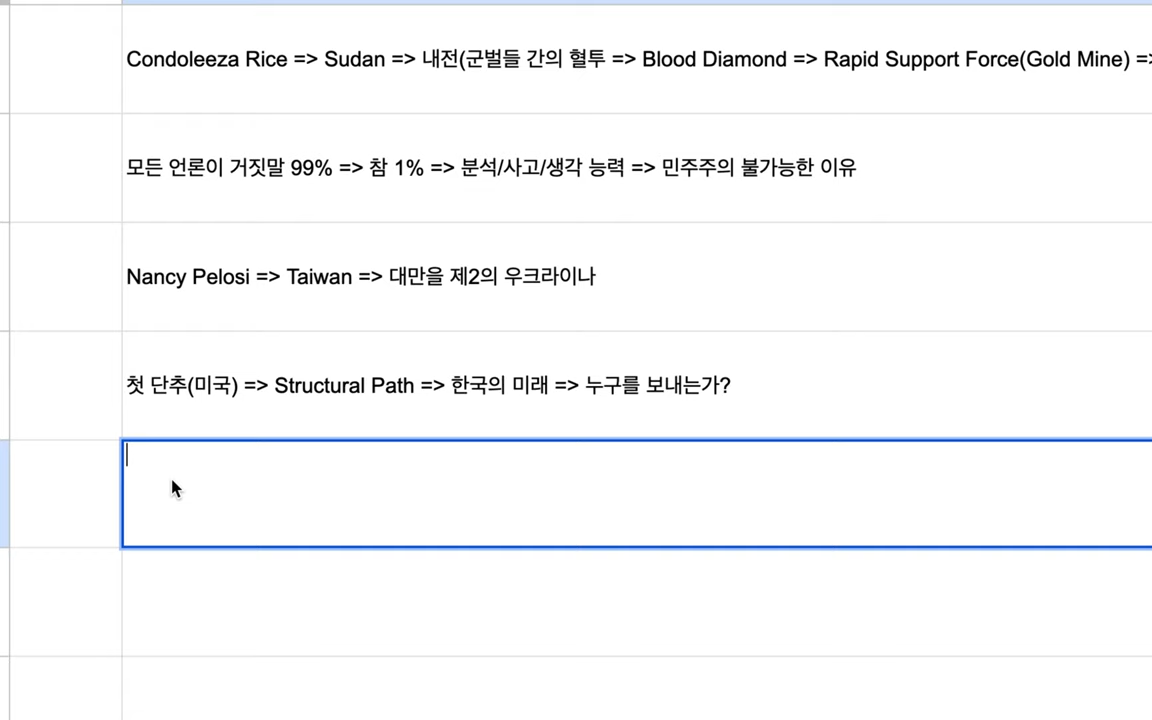 Condoleeza Rice => Sudan => 내전(군벌들 간의 혈투 => Blood Diamond => Rapid Support Force(Gold Mine) =>
모든 언론이 거짓말 99% => 참 1% => 분석/사고/생각 능력 => 민주주의 불가능한 이유
Nancy Pelosi => Taiwan => 대만을 제2의 우크라이나
첫 단추(미국) => Structural Path => 한국의 미래 => 누구를 보내는가?